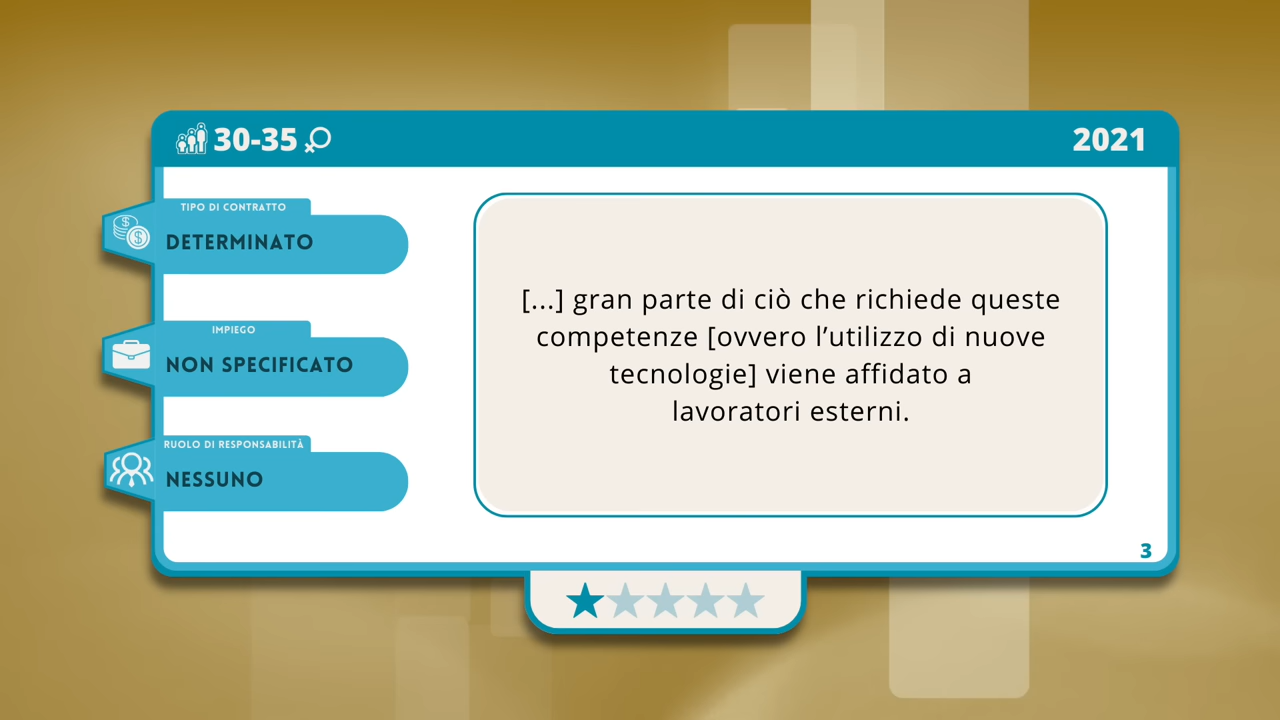 30-35
2021
TIPO DI CONTRATTO
DETERMINATO
IMPIEGO
NON SPECIFICATO
RUOLO DI RESPONSABILITÀ
NESSUNO
[...] gran parte di ciò che richiede queste
competenze [ovvero l’utilizzo di nuove
tecnologie] viene affidato a
lavoratori esterni.
3